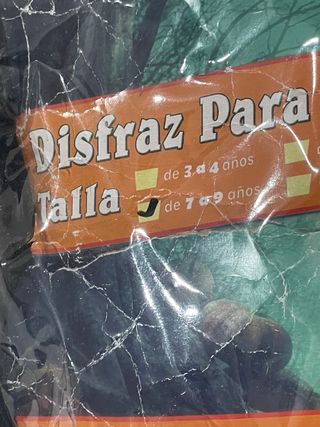 Disfraz Para
de 3 a 4 años
Talla
de 7 a 9 años